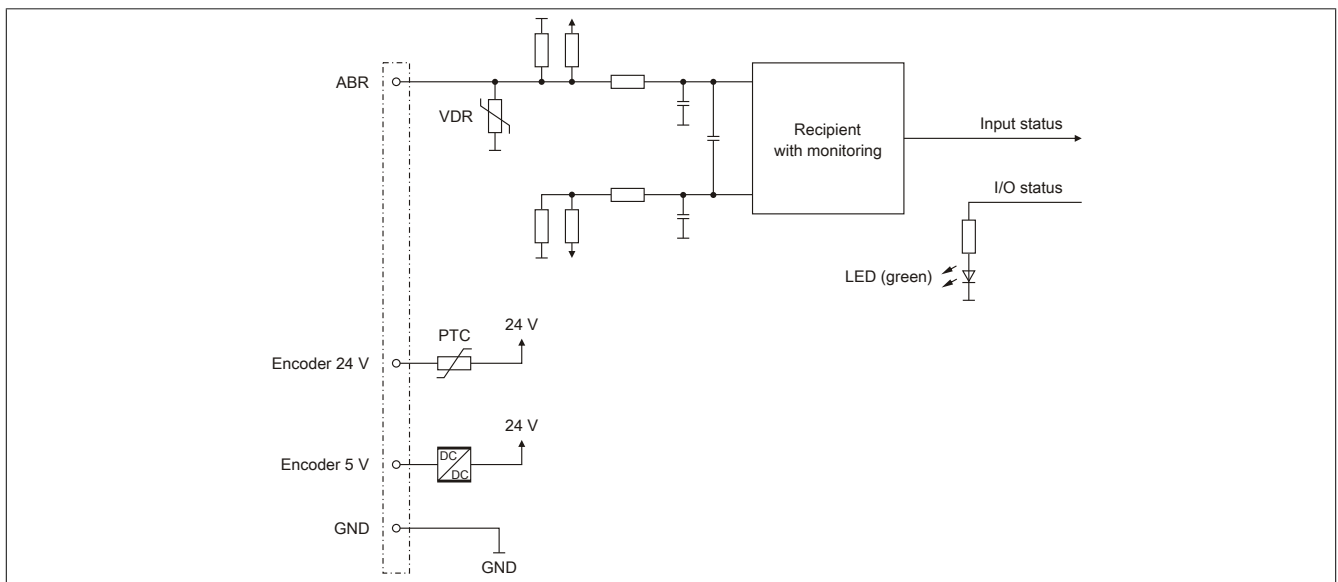 ABR
VDR
Recipient
with monitoring
Input status
I/O status
LED (green)
PTC
24 V
Encoder 24 V
24 V
Encoder 5 V
DC
DC
GND
GND